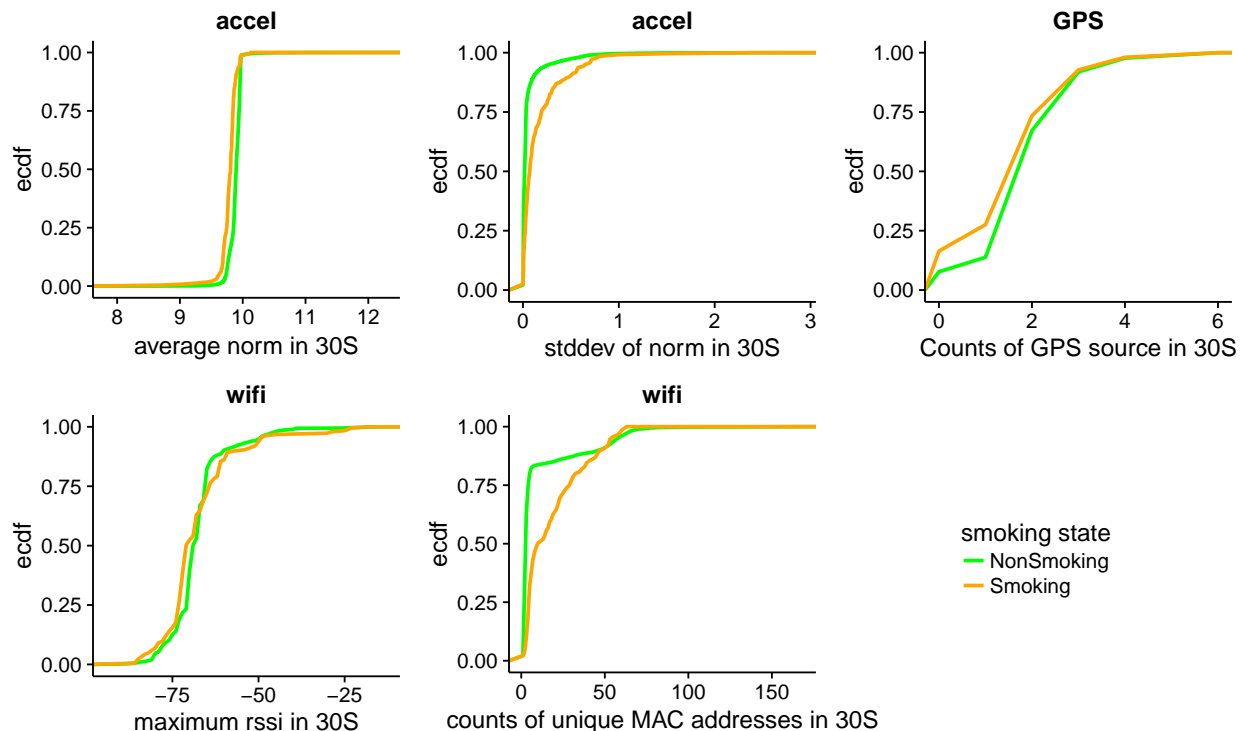 accel
1.00
0.75
0.50
0.25
0.00
ecdf
8 9 10 11 12
average norm in 30S
accel
1.00
0.75
0.50
0.25
0.00
ecdf
0 1 2 3
stddev of norm in 30S
GPS
1.00
0.75
0.50
0.25
0.00
ecdf
0 2 4 6
Counts of GPS source in 30S
wifi
1.00
0.75
0.50
0.25
0.00
ecdf
−75 −50 −25
maximum rssi in 30S
wifi
1.00
0.75
0.50
0.25
0.00
ecdf
0 50 100 150
counts of unique MAC addresses in 30S
smoking state
NonSmoking
Smoking